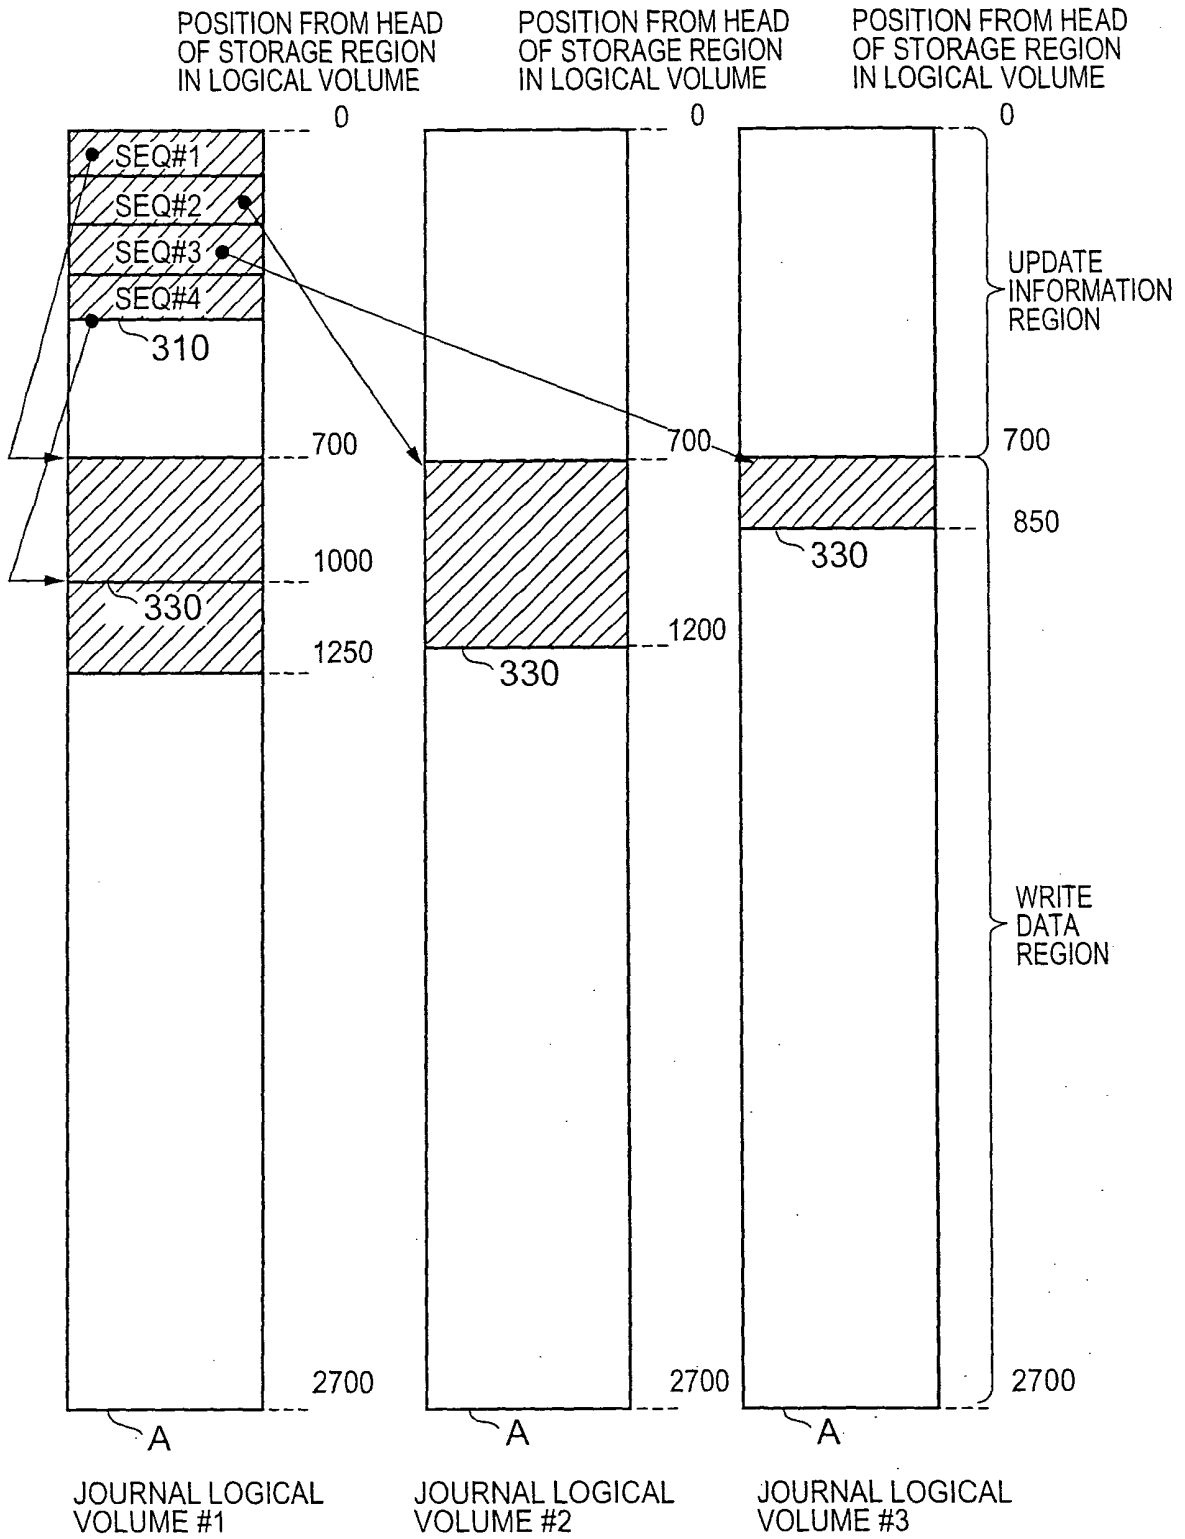 POSITION FROM HEAD
OF STORAGE REGION
IN LOGICAL VOLUME
POSITION FROM HEAD
OF STORAGE REGION
IN LOGICAL VOLUME
POSITION FROM HEAD
OF STORAGE REGION
IN LOGICAL VOLUME
0
0
0
SEQ#1
SEQ#2
SEQ#3
SEQ#4
310
UPDATE
INFORMATION
REGION
700
700
700
850
330
1000
330
1200
330
1250
WRITE
DATA
REGION
2700
2700
2700
A
A
A
JOURNAL LOGICAL
VOLUME #1
JOURNAL LOGICAL
VOLUME #2
JOURNAL LOGICAL
VOLUME #3